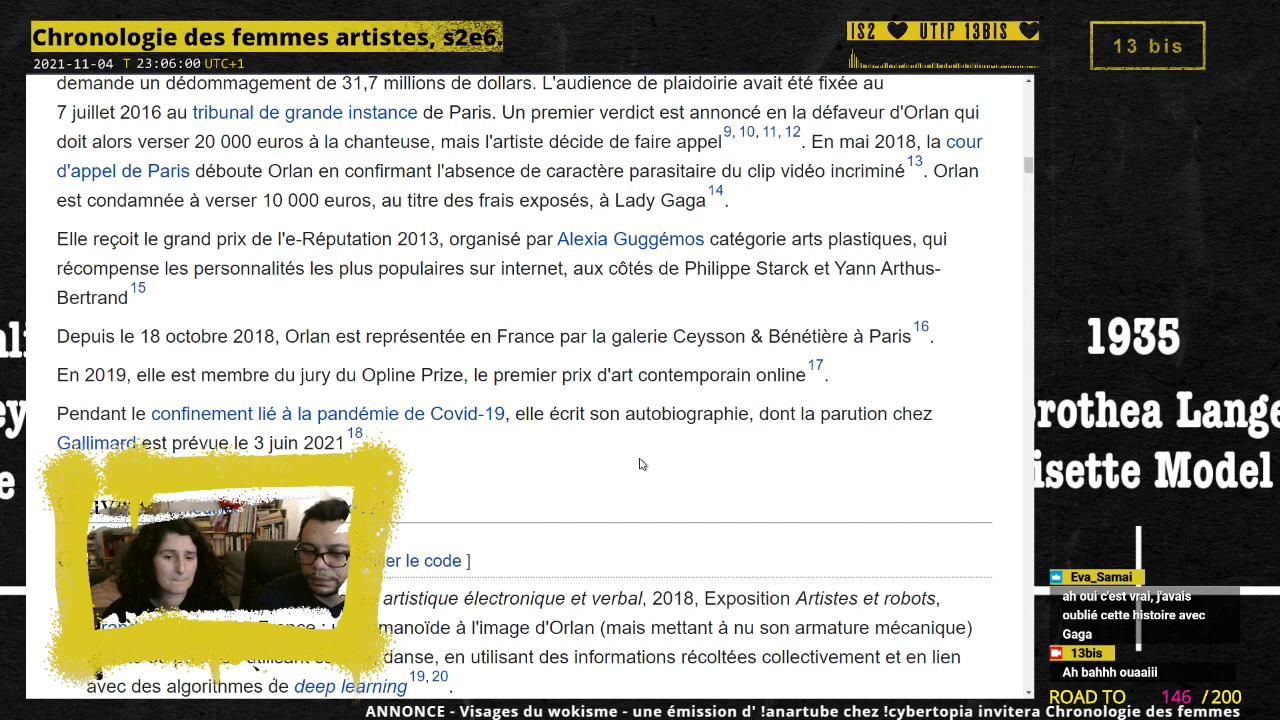 Chronologie des femmes artistes, s2e6.
2021-11-04 T 23:06:00 UTC+1
IS2 ♥ UTIP 13BIS ♥
13 bis
demande un dédommagement de 31,7 millions de dollars. L'audience de plaidoirie avait été fixée au
7 juillet 2016 au tribunal de grande instance de Paris. Un premier verdict est annoncé en la défaveur d'Orlan qui
doit alors verser 20 000 euros à la chanteuse, mais l'artiste décide de faire appel9, 10, 11, 12. En mai 2018, la cour
d'appel de Paris déboute Orlan en confirmant l'absence de caractère parasitaire du clip vidéo incriminé13. Orlan
est condamnée à verser 10 000 euros, au titre des frais exposés, à Lady Gaga14.
Elle reçoit le grand prix de l'e-Réputation 2013, organisé par Alexia Guggémos catégorie arts plastiques, qui
récompense les personnalités les plus populaires sur internet, aux côtés de Philippe Starck et Yann Arthus-
Bertrand15
Depuis le 18 octobre 2018, Orlan est représentée en France par la galerie Ceysson & Bénétière à Paris16.
En 2019, elle est membre du jury du Opline Prize, le premier prix d'art contemporain online17.
Pendant le confinement lié à la pandémie de Covid-19, elle écrit son autobiographie, dont la parution chez
Gallimard est prévue le 3 juin 202118
er le code ]
artistique électronique et verbal, 2018, Exposition Artistes et robots,
manoïde à l'image d'Orlan (mais mettant à nu son armature mécanique)
danse, en utilisant des informations récoltées collectivement et en lien
avec des algorithmes de deep learning19, 20.
1935
orothea Lange
isette Model
Eva_Samai
ah oui c'est vrai, j'avais
oublié cette histoire avec
Gaga
13bis
Ah bahhh ouaaiii
ROAD TO 146 / 200
ANNONCE - Visages du wokisme - une émission d' !anartube chez !cybertopia invitera Chronologie des femmes